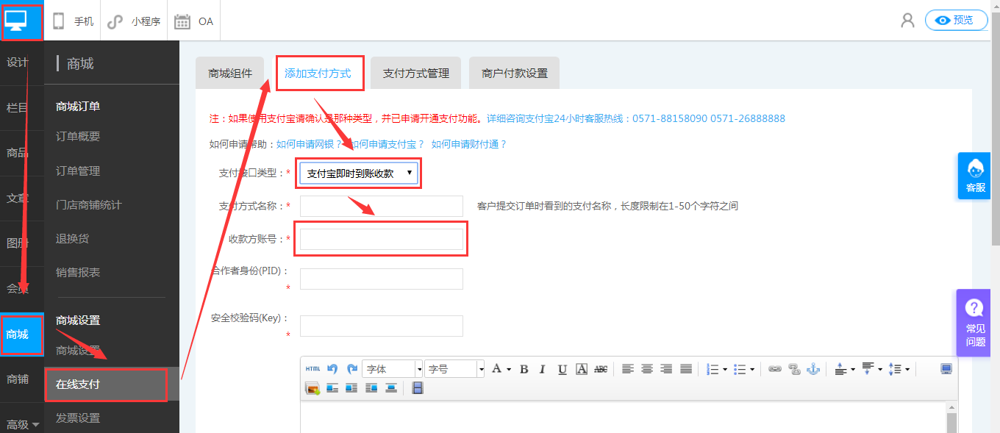 手机
小程序
OA
预览
设计
栏目
商品
文章
图册
会员
商城
商铺
高级
商城
商城订单
订单概要
订单管理
门店商铺统计
退换货
销售报表
商城设置
商城设置
在线支付
发票设置
商城组件
添加支付方式
支付方式管理
商户付款设置
注：如果使用支付宝请确认是那种类型，并已申请开通支付功能。详细咨询支付宝24小时客服热线：0571-88158090 0571-26888888
如何申请帮助：如何申请网银？ 如何申请支付宝？ 如何申请财付通？
支付接口类型：* 支付宝即时到账收款
支付方式名称：* 客户提交订单时看到的支付名称，长度限制在1-50个字符之间
收款方账号：*
合作者身份(PID)：
*
安全校验码(Key)：
*
HTML 字体 字号 A B I U A ABC
客服
常见
问题